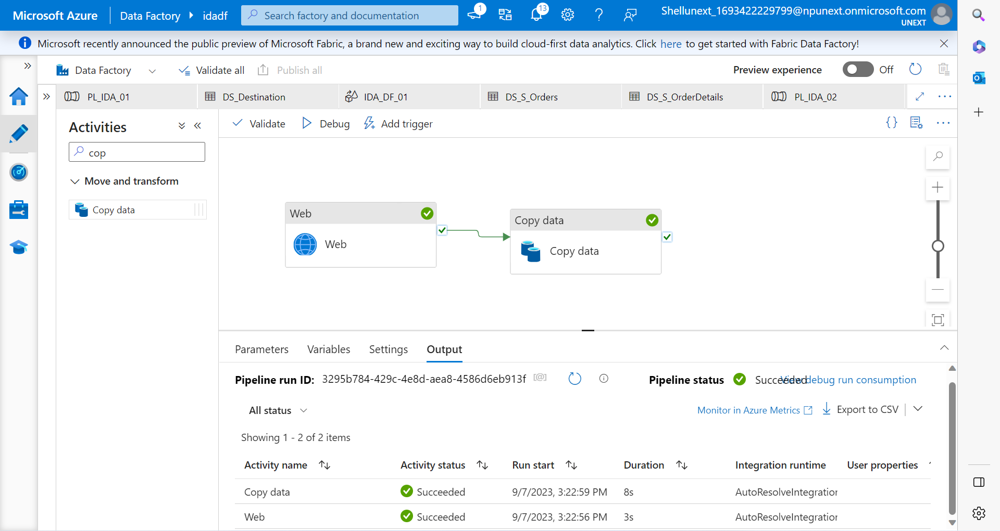 Microsoft Azure
Data Factory
idadf
Search factory and documentation
1
13
Shellunext_1693422229799@npunext.onmicrosoft.com
UNEXT
Microsoft recently announced the public preview of Microsoft Fabric, a brand new and exciting way to build cloud-first data analytics. Click here to get started with Fabric Data Factory!
Data Factory
Validate all
Publish all
Preview experience
Off
PL_IDA_01
DS_Destination
IDA_DF_01
DS_S_Orders
DS_S_OrderDetails
PL_IDA_02
Activities
cop
Move and transform
Copy data
Validate
Debug
Add trigger
{}
Web
Web
Copy data
Copy data
Parameters
Variables
Settings
Output
Pipeline run ID: 3295b784-429c-4e8d-aea8-4586d6eb913f [@]
Pipeline status
Succeeded
View debug run consumption
All status
Monitor in Azure Metrics
Export to CSV
Showing 1 - 2 of 2 items
Activity name
Activity status
Run start
Duration
Integration runtime
User properties
Copy data
Succeeded
9/7/2023, 3:22:59 PM
8s
AutoResolveIntegration
Web
Succeeded
9/7/2023, 3:22:56 PM
3s
AutoResolveIntegration